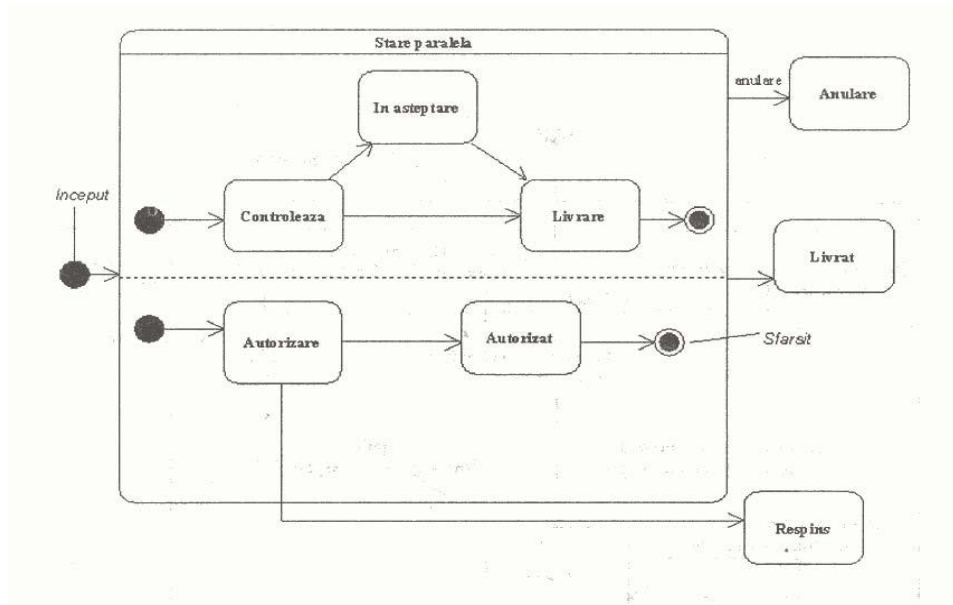 Stare paralela
anulare
Anulare
In asteptare
Inceput
Controleaza
Livrare
Livrat
Autorizare
Autorizat
Sfarsit
Respins